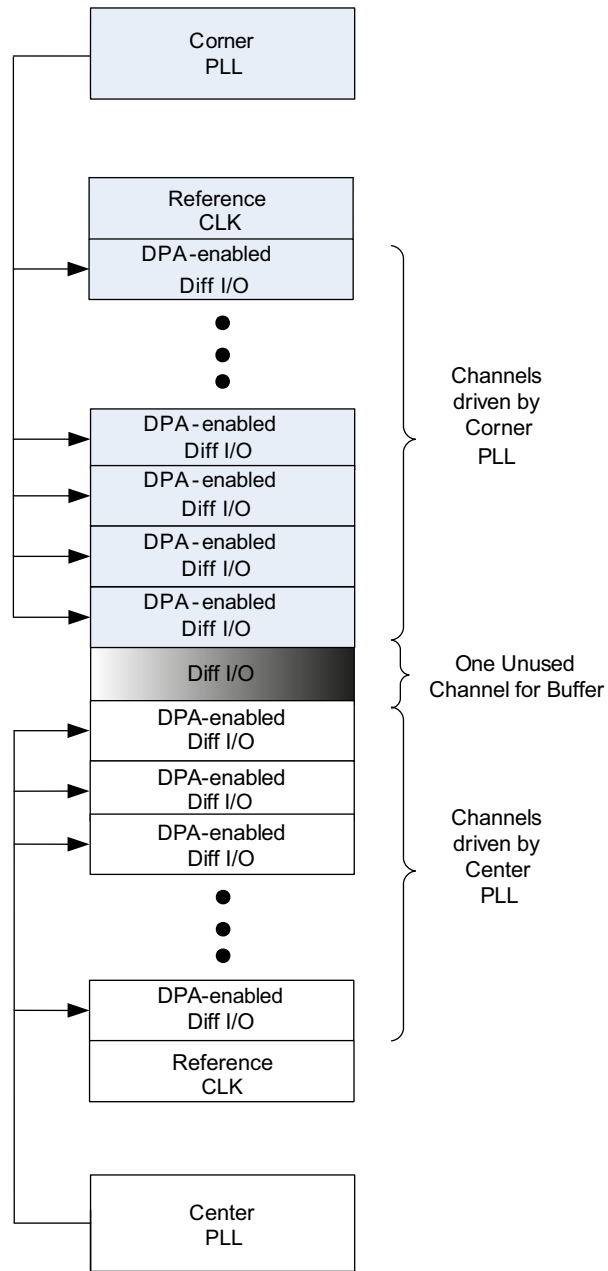 Corner
PLL
Reference
CLK
DPA-enabled
Diff I/O
Channels
driven by
Corner
PLL
DPA-enabled
Diff I/O
DPA-enabled
Diff I/O
DPA-enabled
Diff I/O
DPA-enabled
Diff I/O
Diff I/O
One Unused
Channel for Buffer
DPA-enabled
Diff I/O
DPA-enabled
Diff I/O
DPA-enabled
Diff I/O
Channels
driven by
Center
PLL
DPA-enabled
Diff I/O
Reference
CLK
Center
PLL